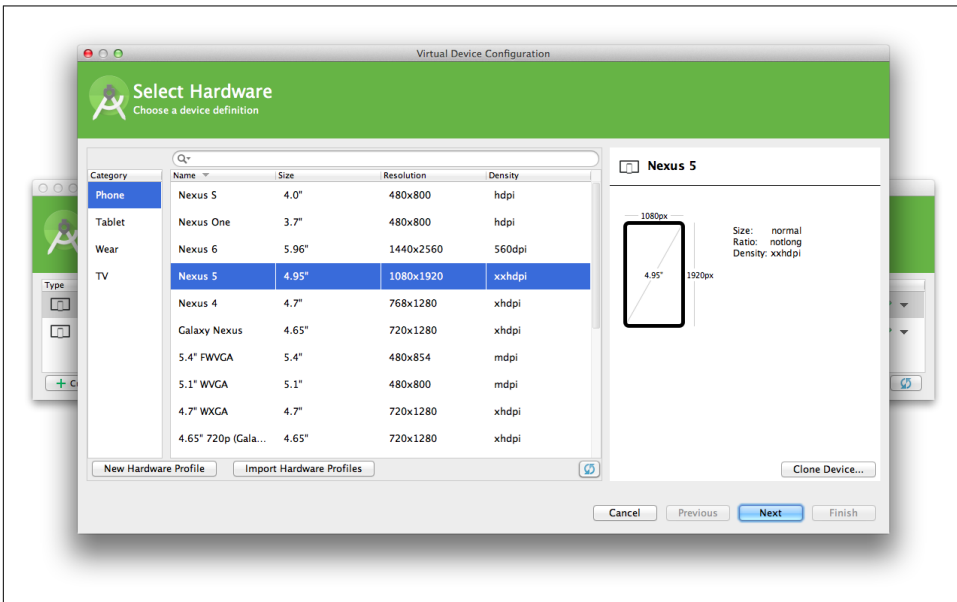 Virtual Device Configuration
Select Hardware
Choose a device definition
Category Name Size Resolution Density
Phone Nexus S 4.0" 480x800 hdpi
Tablet Nexus One 3.7" 480x800 hdpi
Wear Nexus 6 5.96" 1440x2560 560dpi
TV Nexus 5 4.95" 1080x1920 xxhdpi
Nexus 4 4.7" 768x1280 xhdpi
Galaxy Nexus 4.65" 720x1280 xhdpi
5.4" FWVGA 5.4" 480x854 mdpi
5.1" WVGA 5.1" 480x800 mdpi
4.7" WXGA 4.7" 720x1280 xhdpi
4.65" 720p (Gala... 4.65" 720x1280 xhdpi
New Hardware Profile Import Hardware Profiles
Nexus 5
1080px
4.95" 1920px
Size: normal
Ratio: notlong
Density: xxhdpi
Clone Device...
Cancel Previous Next Finish
Type